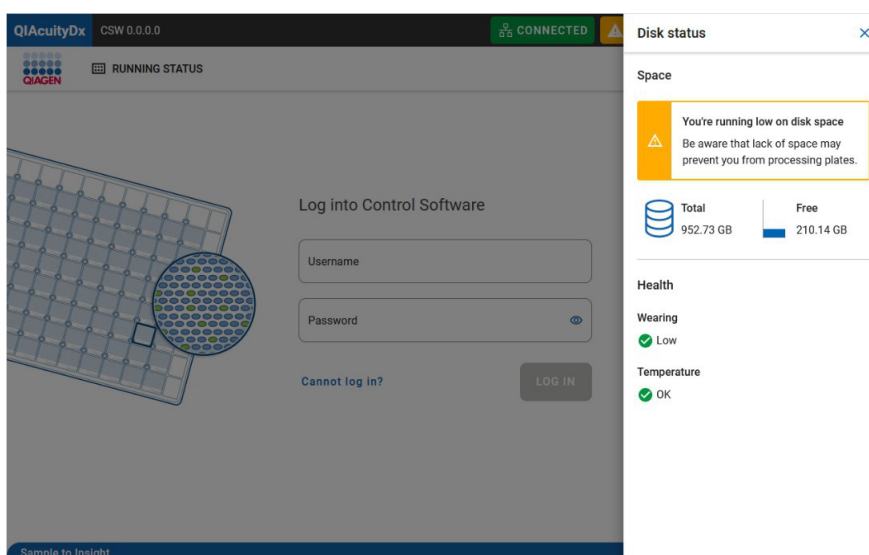 QIAcuityDx CSW 0.0.0.0 CONNECTED
QIAGEN RUNNING STATUS
Log into Control Software
Username
Password
Cannot log in? LOG IN
Sample to Insight
Disk status
Space
You're running low on disk space
Be aware that lack of space may
prevent you from processing plates.
Total Free
952.73 GB 210.14 GB
Health
Wearing
Low
Temperature
OK